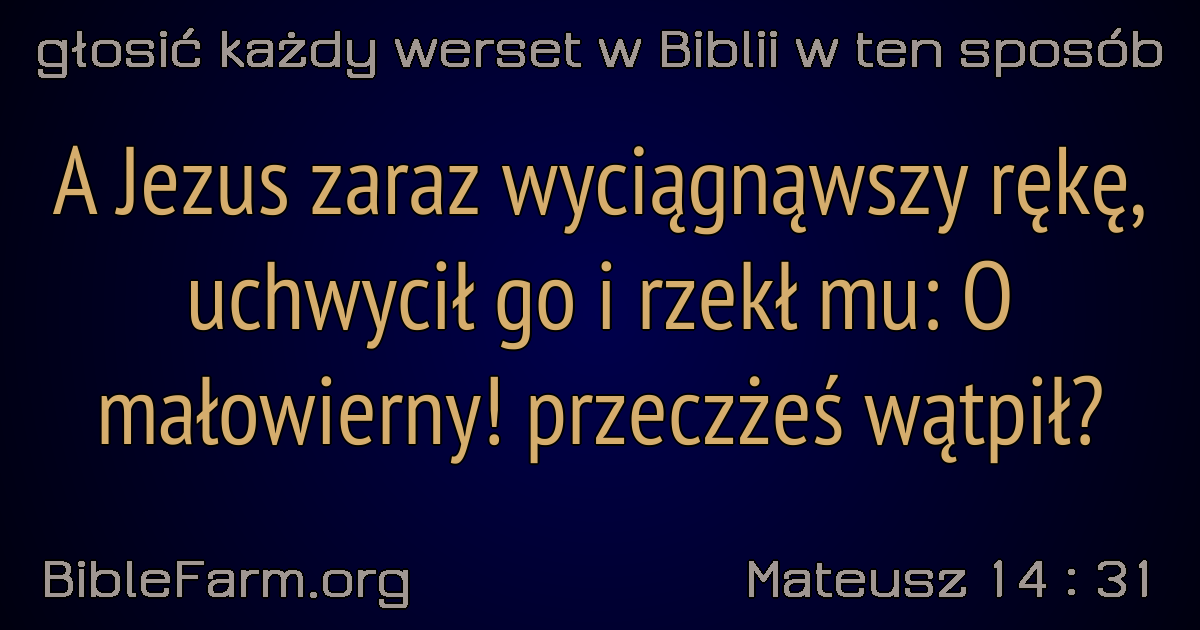 głosić każdy werset w Biblii w ten sposób
A Jezus zaraz wyciągnąwszy rękę,
uchwycił go i rzekł mu: O
małowierny! przeczżeś wątpił?
BibleFarm.org
Mateusz 14 : 31